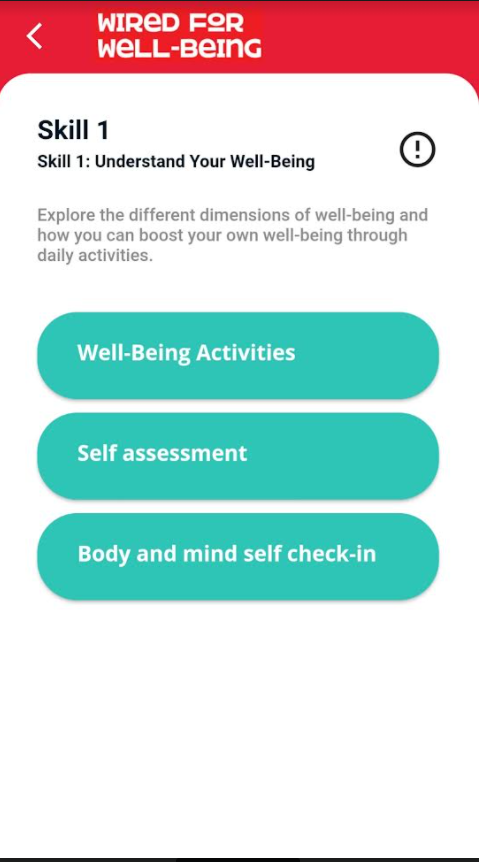 WIRED FOR
WELL-BEING
Skill 1
Skill 1: Understand Your Well-Being
Explore the different dimensions of well-being and
how you can boost your own well-being through
daily activities.
Well-Being Activities
Self assessment
Body and mind self check-in